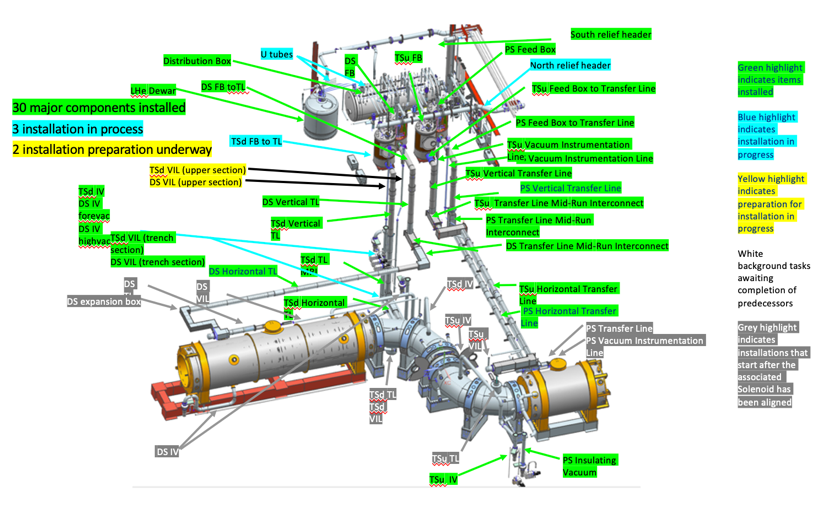 South relief header
U tubes
PS Feed Box
Distribution Box
DS
FB
TSu FB
North relief header
Green highlight
indicates items
installed
LHe Dewar
DS FB toTL
TSu Feed Box to Transfer Line
30 major components installed
3 installation in process
2 installation preparation underway
PS Feed Box to Transfer Line
Blue highlight
indicates
installation in
progress
TSd FB to TL
TSu Vacuum Instrumentation
Line, Vacuum Instrumentation Line
TSd VIL (upper section)
DS VIL (upper section)
TSu Vertical Transfer Line
Yellow highlight
indicates
preparation for
installation in
progress
TSd IV
DS IV
forevac
DS IV
highvac
PS Vertical Transfer Line
DS Vertical TL
TSu Transfer Line Mid-Run Interconnect
TSd Vertical
TL
PS Transfer Line Mid-Run
Interconnect
TSd VIL (trench
section)
DS VIL (trench section)
DS Transfer Line Mid-Run Interconnect
White
background tasks
awaiting
completion of
predecessors
TSd TL
DS Horizontal TL
DS
DS expansion box
DS
VIL
TSd IV
TSu Horizontal Transfer
Line
TSd Horizontal
PS Horizontal Transfer
Line
TSu IV
TSu
VIL
PS Transfer Line
PS Vacuum Instrumentation
Line
Grey highlight
indicates
installations that
start after the
associated
Solenoid has
been aligned
TSd TL
TSd
VIL
DS IV
TSu TL
TSu IV
PS Insulating
Vacuum